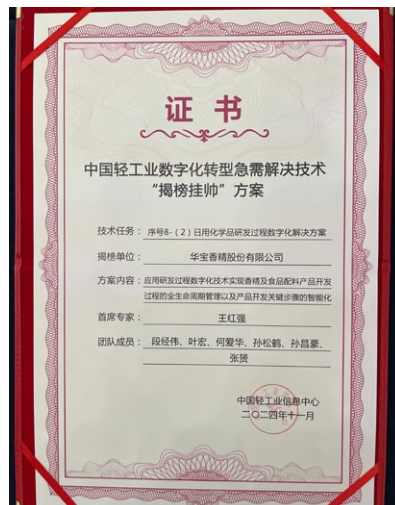 证书
中国轻工业数字化转型急需解决技术
“揭榜挂帅”方案
技术任务：序号8-（2）日用化学品研发过程数字化解决方案
揭榜单位：华宝香精股份有限公司
方案内容：应用研发过程数字化技术实现香精及食品配料产品开发
过程的全生命周期管理以及产品开发关键步骤的智能化
首席专家：王红强
团队成员：段经伟、叶宏、何爱华、孙松鹤、孙昌豪、
张赟
中国轻工业信息中心
二〇二四年十一月